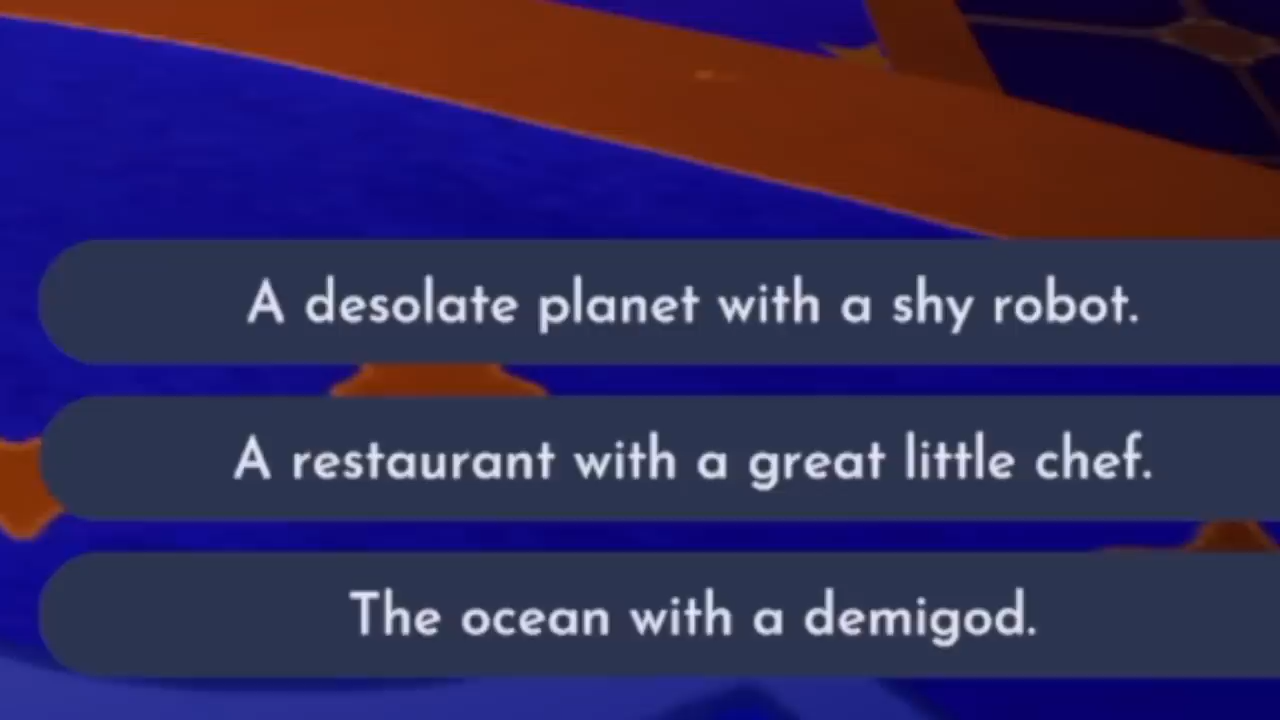 A desolate planet with a shy robot.
A restaurant with a great little chef.
The ocean with a demigod.